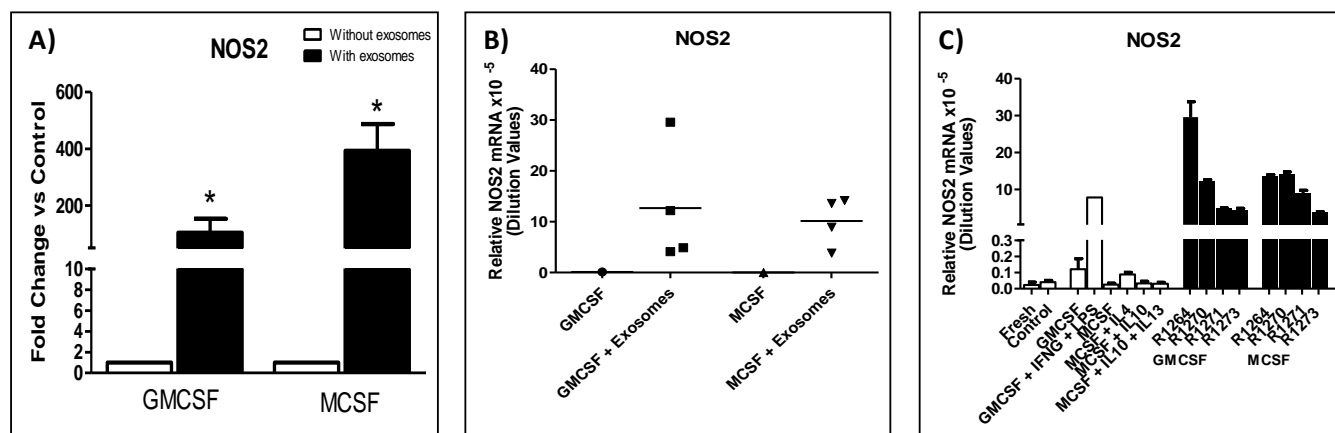 A)
NOS2
Without exosomes
With exosomes
Fold Change vs Control
600
400
200
10
8
6
4
2
0
GMCSF
MCSF
B)
NOS2
Relative NOS2 mRNA x10 -5
(Dilution Values)
40
30
20
10
0
GMCSF
GMCSF + Exosomes
MCSF
MCSF + Exosomes
C)
NOS2
Relative NOS2 mRNA x10 -5
(Dilution Values)
40
30
20
10
0.3
0.2
0.1
0.0
Fresh
Control
GMCSF
GMCSF + IFNG + LPS
MCSF
MCSF + IL4
MCSF + IL10
MCSF + IL10 + IL13
R1264
R1270
R1271
R1273
R1264
R1270
R1271
R1273
GMCSF
MCSF
*
*